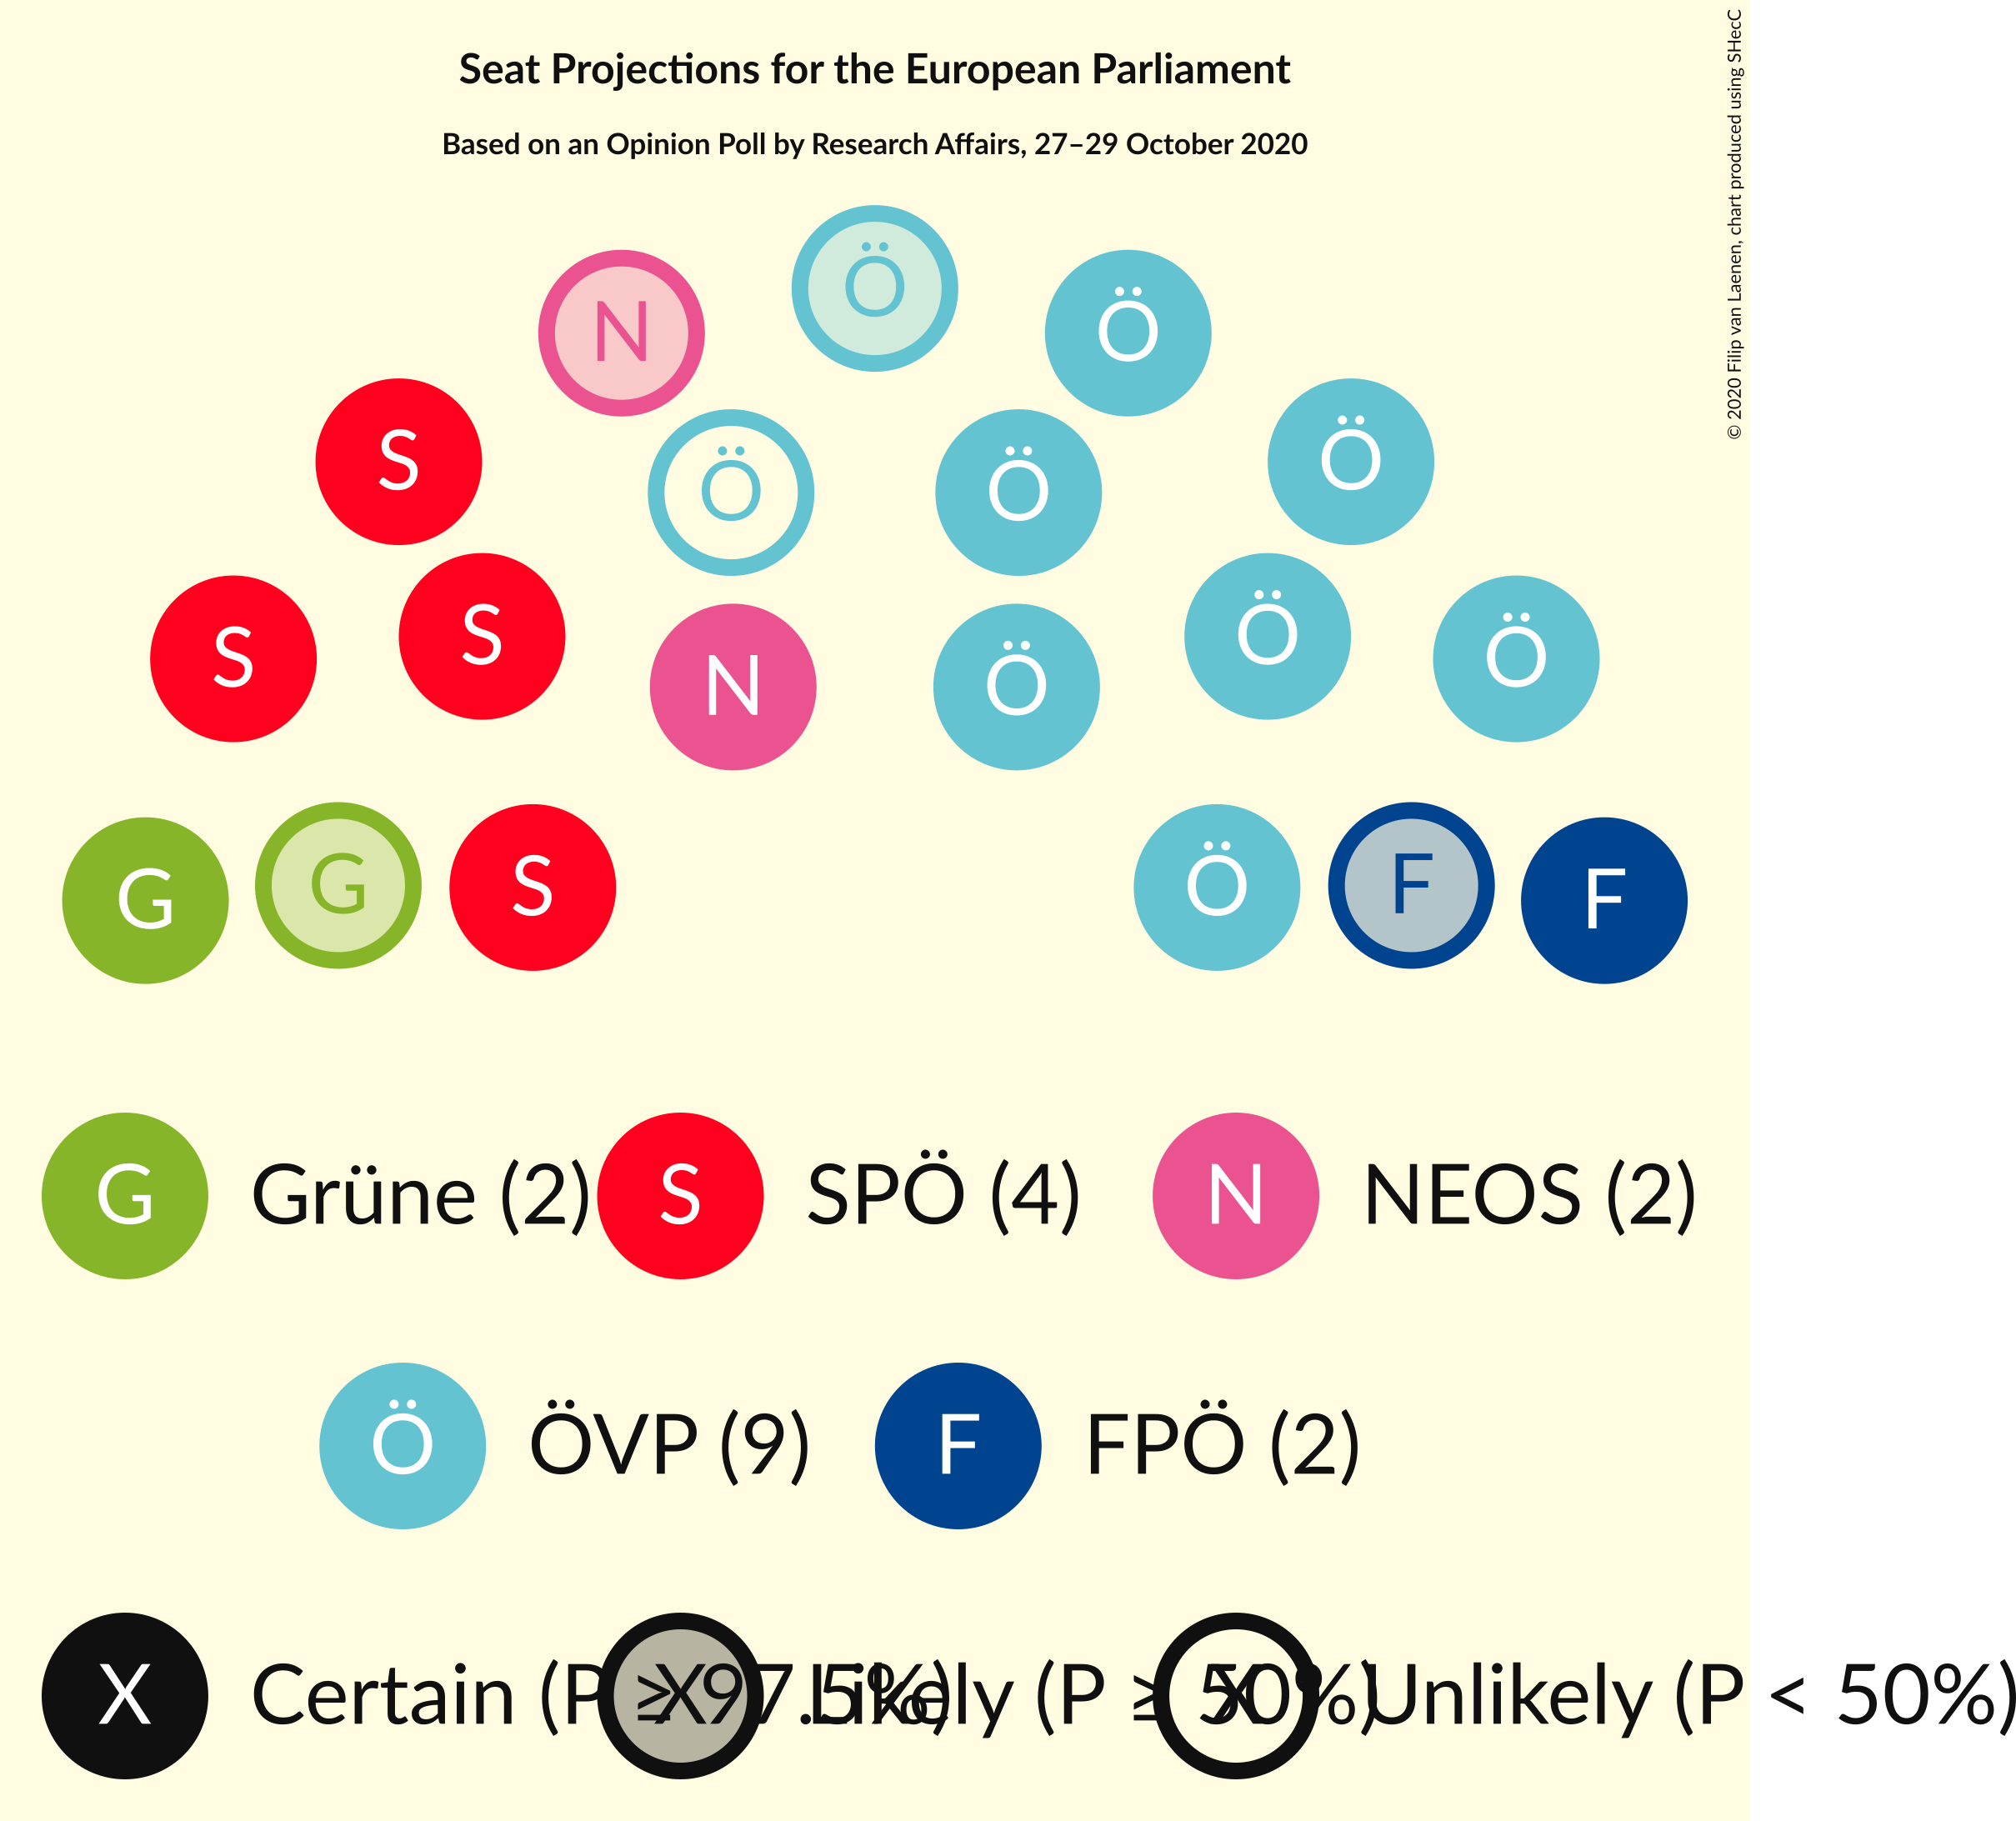 Seat Projections for the European Parliament
Based on an Opinion Poll by Research Affairs, 27–29 October 2020
© 2020 Filip van Laenen, chart produced using SHecC
Ö
N Ö
S Ö
Ö Ö
S S Ö Ö
N Ö
G G S Ö F F
G Grüne (2) S SPÖ (4) N NEOS (2)
Ö ÖVP (9) F FPÖ (2)
X Certain (P ≥ 97.5%) X Likely (P ≥ 50%) X Unlikely (P < 50%)